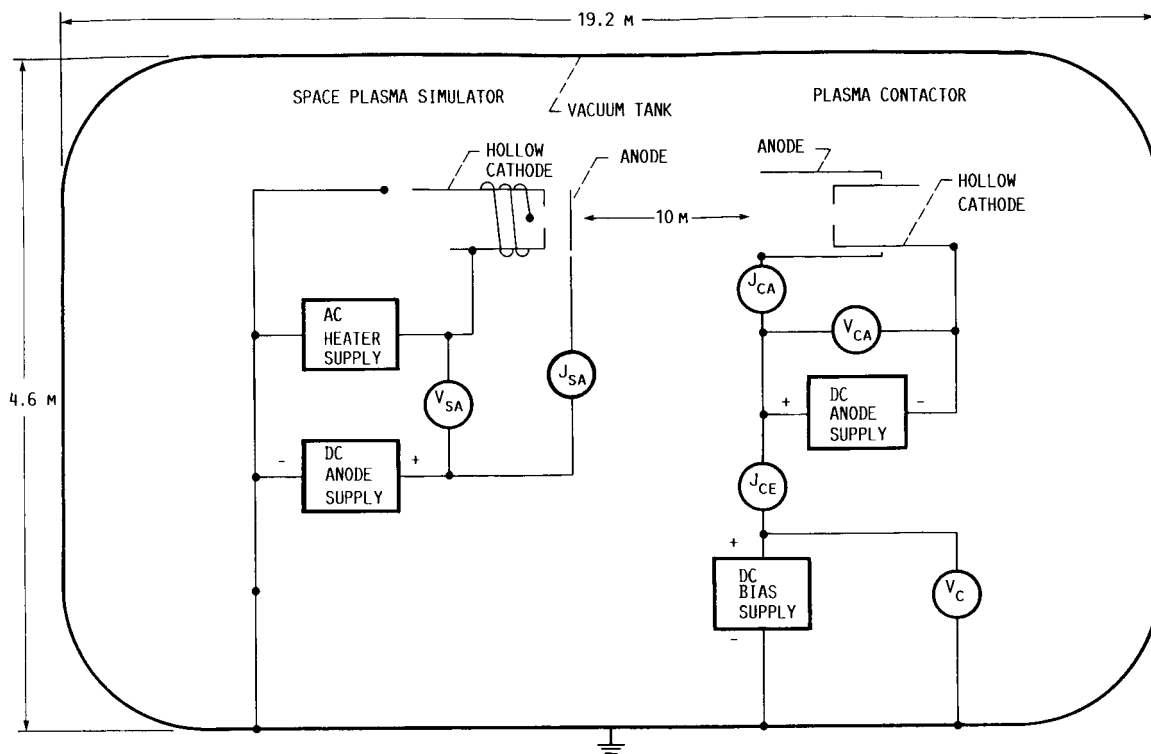 19.2 M
SPACE PLASMA SIMULATOR
PLASMA CONTACTOR
VACUUM TANK
HOLLOW
CATHODE
ANODE
ANODE
HOLLOW
CATHODE
10 M
J_CA
AC
HEATER
SUPPLY
V_CA
J_SA
4.6 M
V_SA
+ DC -
ANODE
SUPPLY
- DC +
ANODE
SUPPLY
J_CE
+
DC
BIAS
SUPPLY
V_C
-